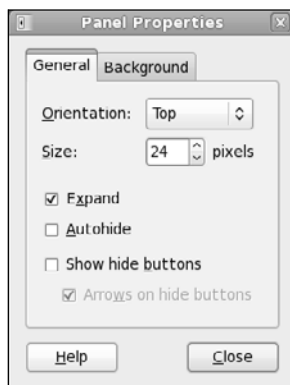 Panel Properties
General Background
Orientation: Top
Size: 24 pixels
Expand
Autohide
Show hide buttons
Arrows on hide buttons
Help Close